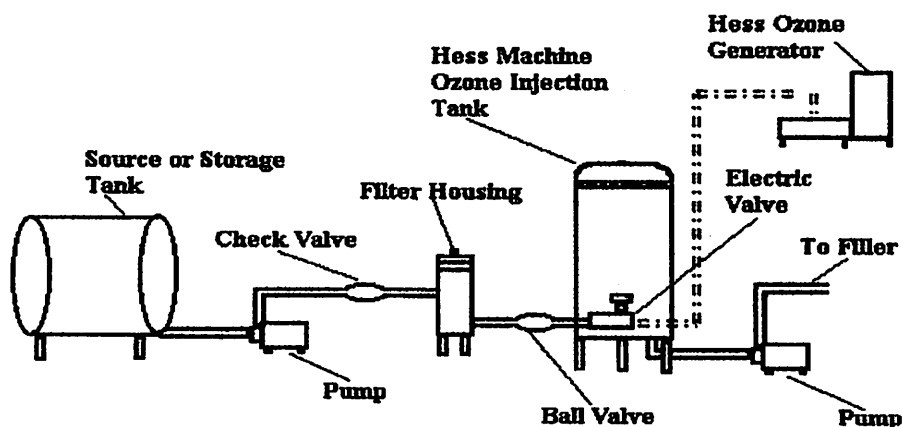 Hess Ozone
Generator
Hess Machine
Ozone Injection
Tank
Source or Storage
Tank
Filter Housing
Electric
Valve
Check Valve
To Filler
Pump
Ball Valve
Pump